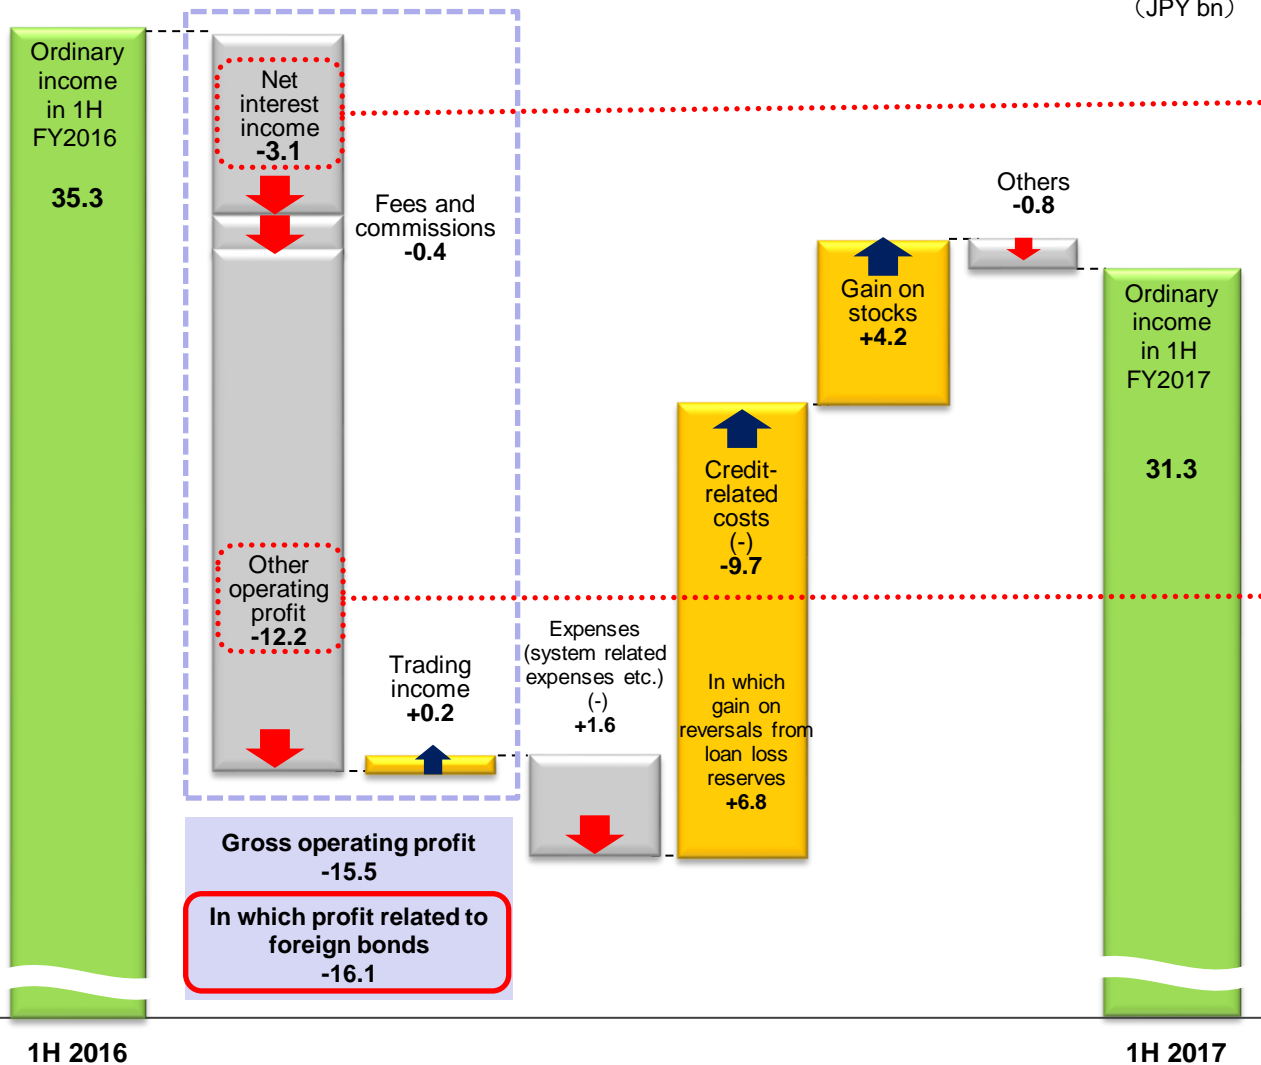 （JPY bn）
Ordinary
income
in 1H
FY2016
35.3
Net
interest
income
-3.1
Fees and
commissions
-0.4
Other
operating
profit
-12.2
Trading
income
+0.2
Expenses
(system related
expenses etc.)
(-)
+1.6
Credit-
related
costs
(-)
-9.7
In which
gain on
reversals from
loan loss
reserves
+6.8
Gain on
stocks
+4.2
Others
-0.8
Ordinary
income
in 1H
FY2017
31.3
Gross operating profit
-15.5
In which profit related to
foreign bonds
-16.1
1H 2016
1H 2017